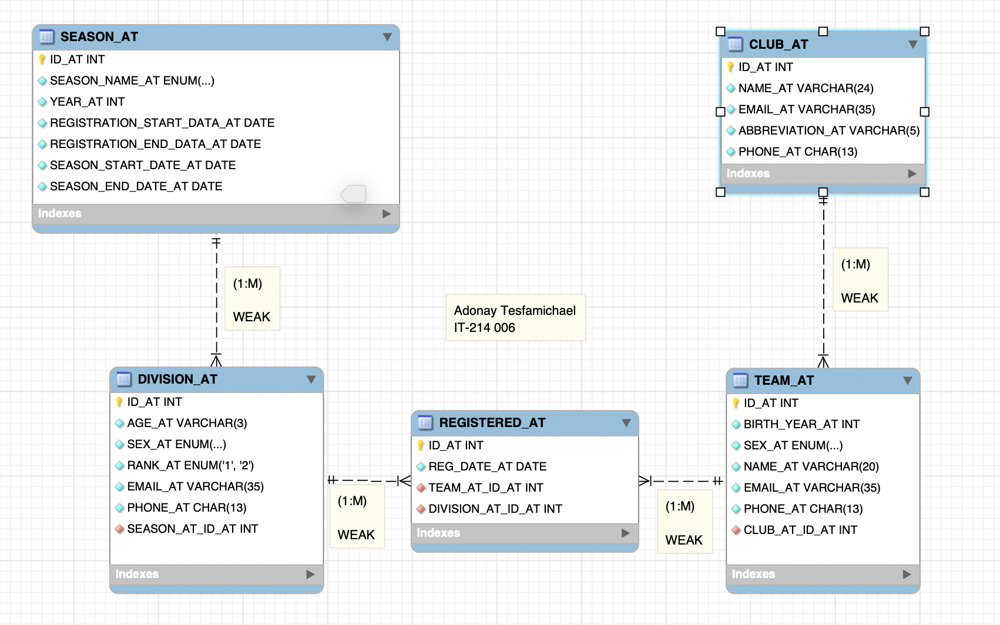 SEASON_AT
ID_AT INT
SEASON_NAME_AT ENUM(...)
YEAR_AT INT
REGISTRATION_START_DATA_AT DATE
REGISTRATION_END_DATA_AT DATE
SEASON_START_DATE_AT DATE
SEASON_END_DATE_AT DATE
Indexes
CLUB_AT
ID_AT INT
NAME_AT VARCHAR(24)
EMAIL_AT VARCHAR(35)
ABBREVIATION_AT VARCHAR(5)
PHONE_AT CHAR(13)
Indexes
(1:M)
WEAK
(1:M)
WEAK
Adonay Tesfamichael
IT-214 006
DIVISION_AT
ID_AT INT
AGE_AT VARCHAR(3)
SEX_AT ENUM(...)
RANK_AT ENUM('1', '2')
EMAIL_AT VARCHAR(35)
PHONE_AT CHAR(13)
SEASON_AT_ID_AT INT
Indexes
(1:M)
WEAK
REGISTERED_AT
ID_AT INT
REG_DATE_AT DATE
TEAM_AT_ID_AT INT
DIVISION_AT_ID_AT INT
Indexes
(1:M)
WEAK
TEAM_AT
ID_AT INT
BIRTH_YEAR_AT INT
SEX_AT ENUM(...)
NAME_AT VARCHAR(20)
EMAIL_AT VARCHAR(35)
PHONE_AT CHAR(13)
CLUB_AT_ID_AT INT
Indexes